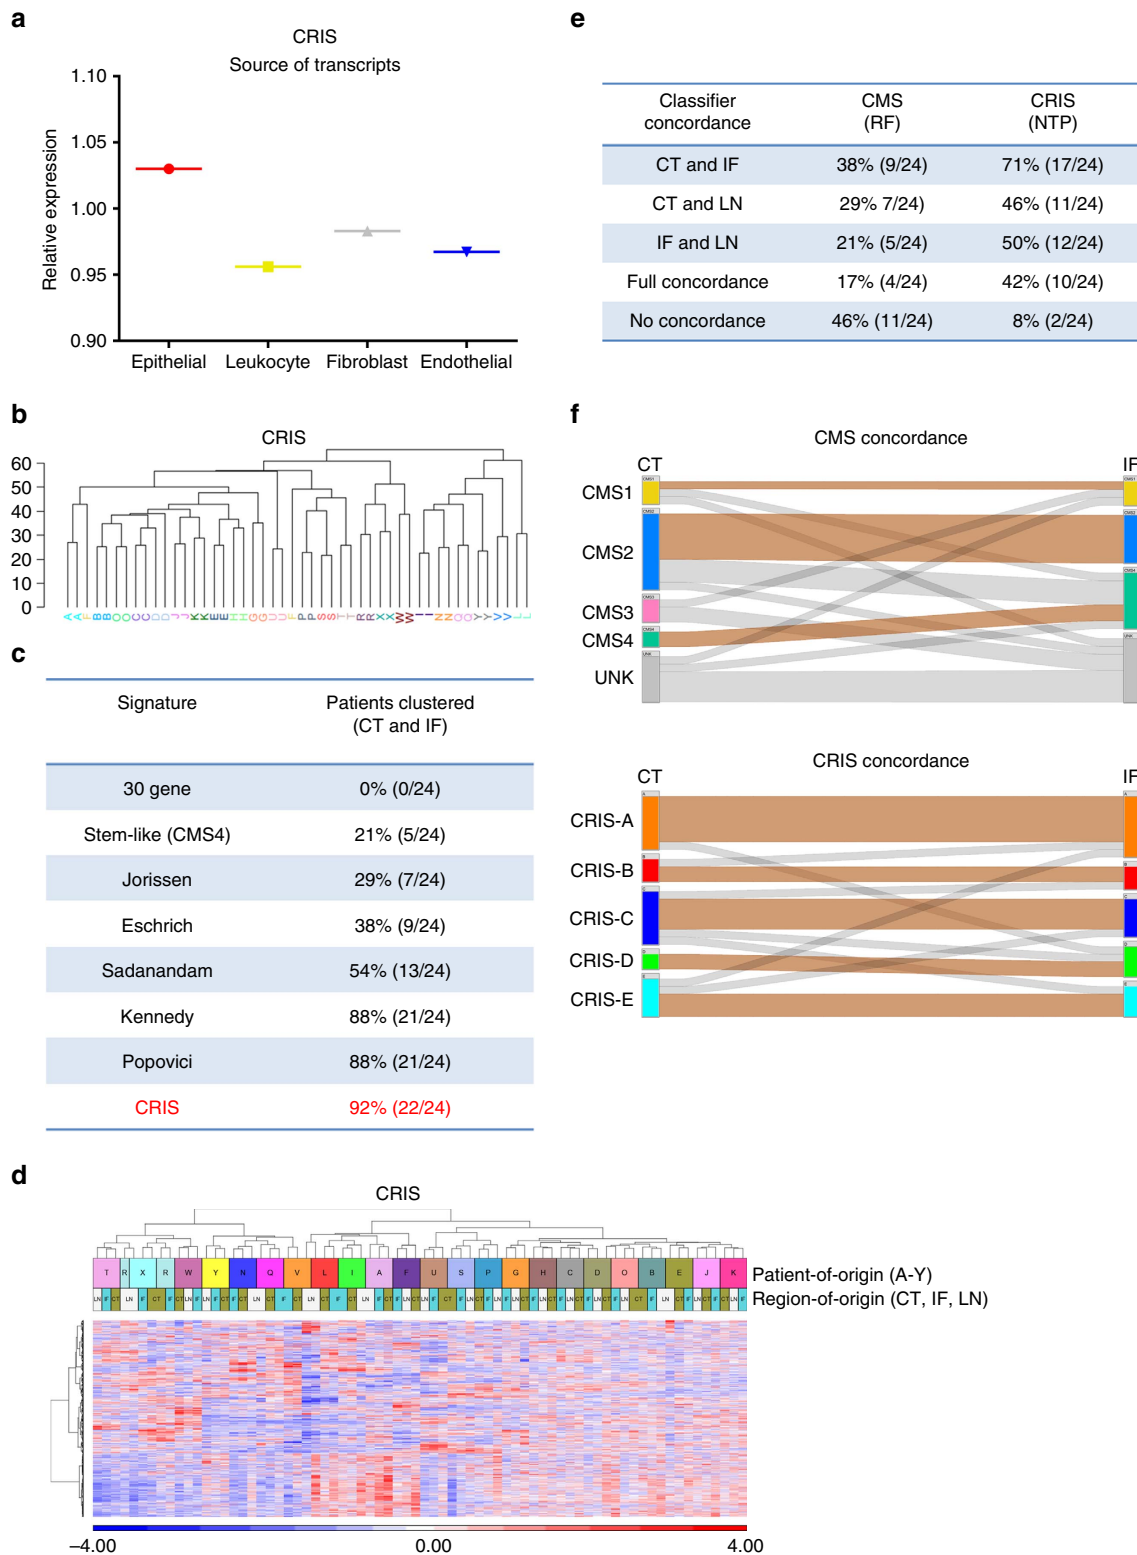 a
CRIS
Source of transcripts
1.10
1.05
1.00
0.95
0.90
Relative expression
Epithelial Leukocyte Fibroblast Endothelial
b
CRIS
60
50
40
30
20
10
0
c
Signature Patients clustered
(CT and IF)
30 gene 0% (0/24)
Stem-like (CMS4) 21% (5/24)
Jorissen 29% (7/24)
Eschrich 38% (9/24)
Sadanandam 54% (13/24)
Kennedy 88% (21/24)
Popovici 88% (21/24)
CRIS 92% (22/24)
d
CRIS
T R X R W Y N Q V L I A F U S P G H C D O B E J K
Patient-of-origin (A-Y)
Region-of-origin (CT, IF, LN)
–4.00 0.00 4.00
e
Classifier CMS CRIS
concordance (RF) (NTP)
CT and IF 38% (9/24) 71% (17/24)
CT and LN 29% 7/24) 46% (11/24)
IF and LN 21% (5/24) 50% (12/24)
Full concordance 17% (4/24) 42% (10/24)
No concordance 46% (11/24) 8% (2/24)
f
CMS concordance
CT IF
CMS1
CMS2
CMS3
CMS4
UNK
CRIS concordance
CT IF
CRIS-A
CRIS-B
CRIS-C
CRIS-D
CRIS-E